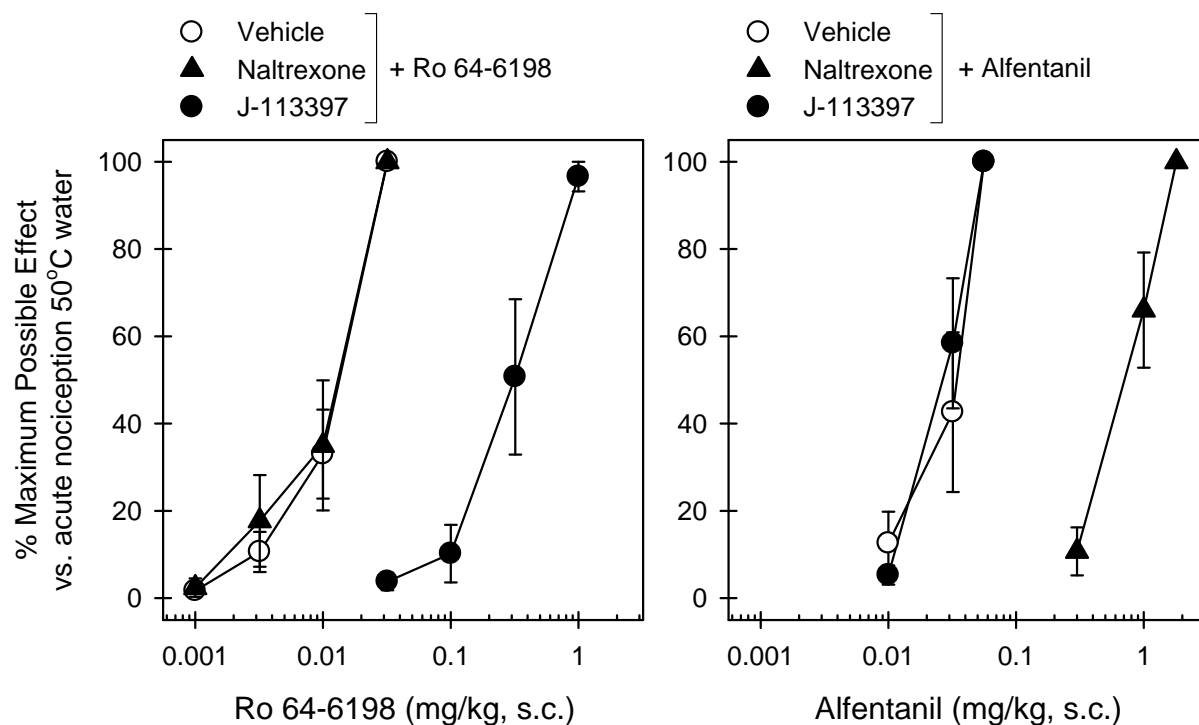 Vehicle
Naltrexone
J-113397
+ Ro 64-6198
Vehicle
Naltrexone
J-113397
+ Alfentanil
% Maximum Possible Effect
vs. acute nociception 50°C water
100
80
60
40
20
0
0.001 0.01 0.1 1
Ro 64-6198 (mg/kg, s.c.)
100
80
60
40
20
0
0.001 0.01 0.1 1
Alfentanil (mg/kg, s.c.)